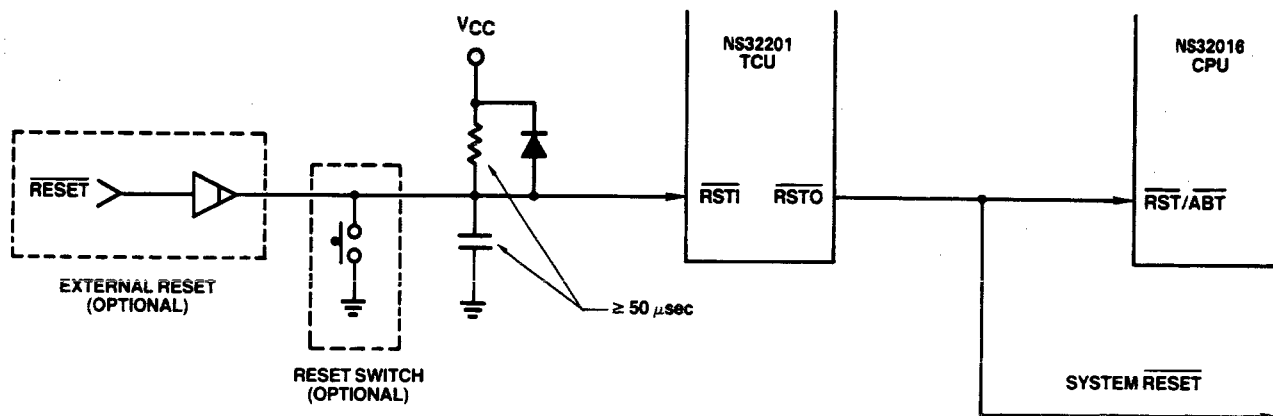 VCC
NS32201
TCU
NS32016
CPU
RESET
RSTI
RSTO
RST/ABT
EXTERNAL RESET
(OPTIONAL)
≥ 50 μsec
RESET SWITCH
(OPTIONAL)
SYSTEM RESET